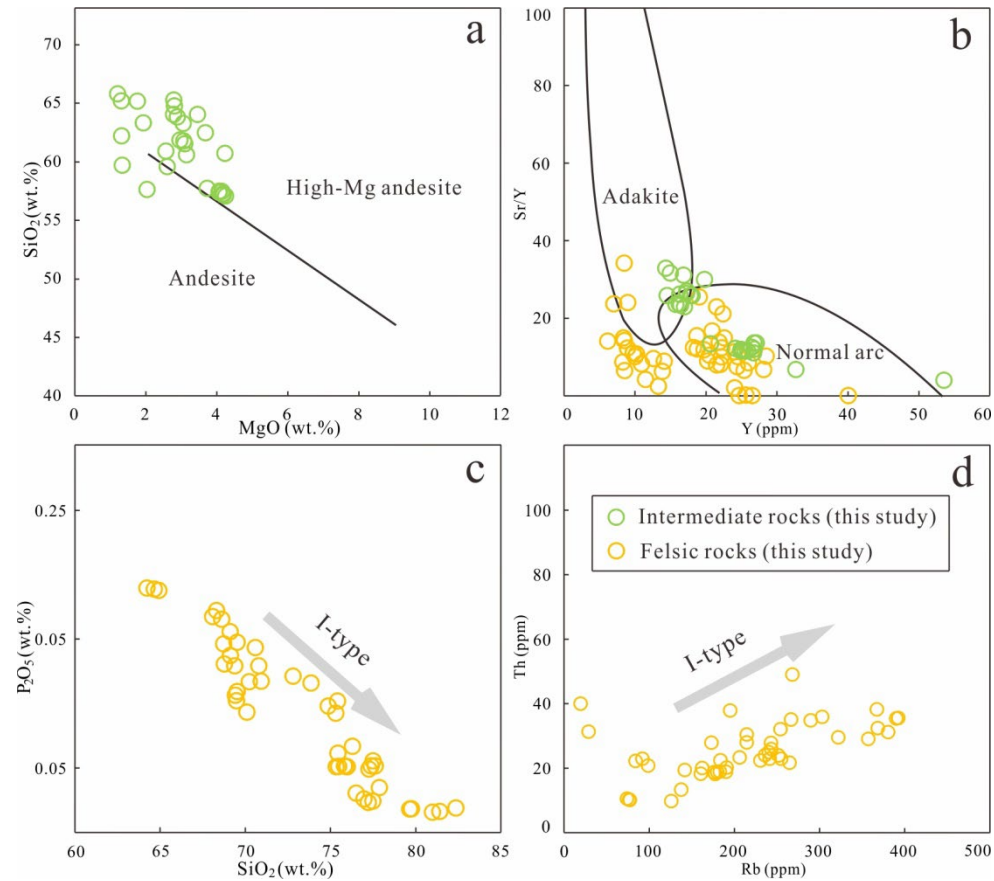 a
70
65
60
55
50
45
40
0
2
4
6
8
10
12
SiO2(wt.%)
MgO (wt.%)
High-Mg andesite
Andesite
b
100
80
60
40
20
0
0
10
20
30
40
50
60
Sr/Y
Y (ppm)
Adakite
Normal arc
c
0.25
0.05
0.05
60
65
70
75
80
85
P2O5(wt.%)
SiO2(wt.%)
I-type
d
100
80
60
40
20
0
0
100
200
300
400
500
Th (ppm)
Rb (ppm)
Intermediate rocks (this study)
Felsic rocks (this study)
I-type